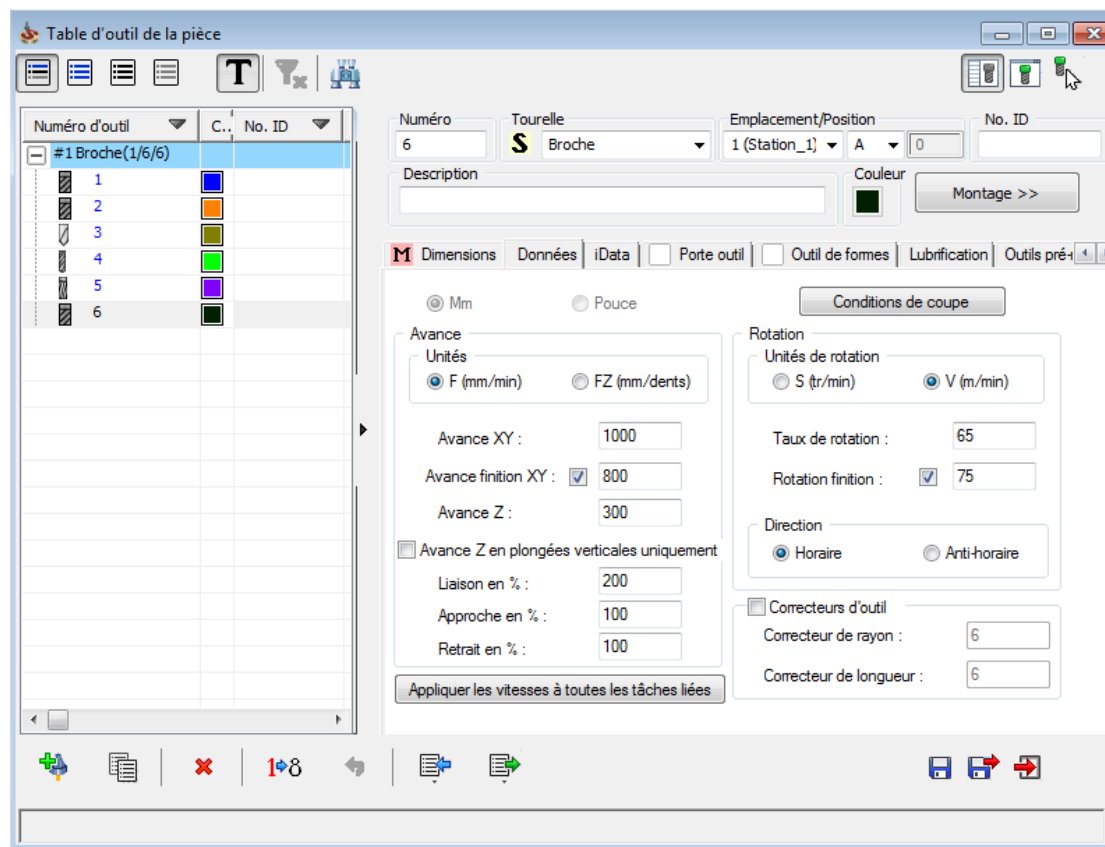 Table d'outil de la pièce
T
Numéro d'outil C.. No. ID
#1 Broche(1/6/6)
1
2
3
4
5
6
Numéro Tourelle Emplacement/Position No. ID
6 S Broche 1 (Station_1) A 0
Description Couleur
Montage >>
M Dimensions Données iData Porte outil Outil de formes Lubrification Outils pré-
Mm Pouce Conditions de coupe
Avance Rotation
Unités Unités de rotation
F (mm/min) FZ (mm/dents) S (tr/min) V (m/min)
Avance XY : 1000 Taux de rotation : 65
Avance finition XY : 800 Rotation finition : 75
Avance Z : 300
Direction
Avance Z en plongées verticales uniquement Horaire Anti-horaire
Liaison en % : 200
Approche en % : 100 Correcteurs d'outil
Correcteur de rayon : 6
Retrait en % : 100
Correcteur de longueur : 6
Appliquer les vitesses à toutes les tâches liées
1 8